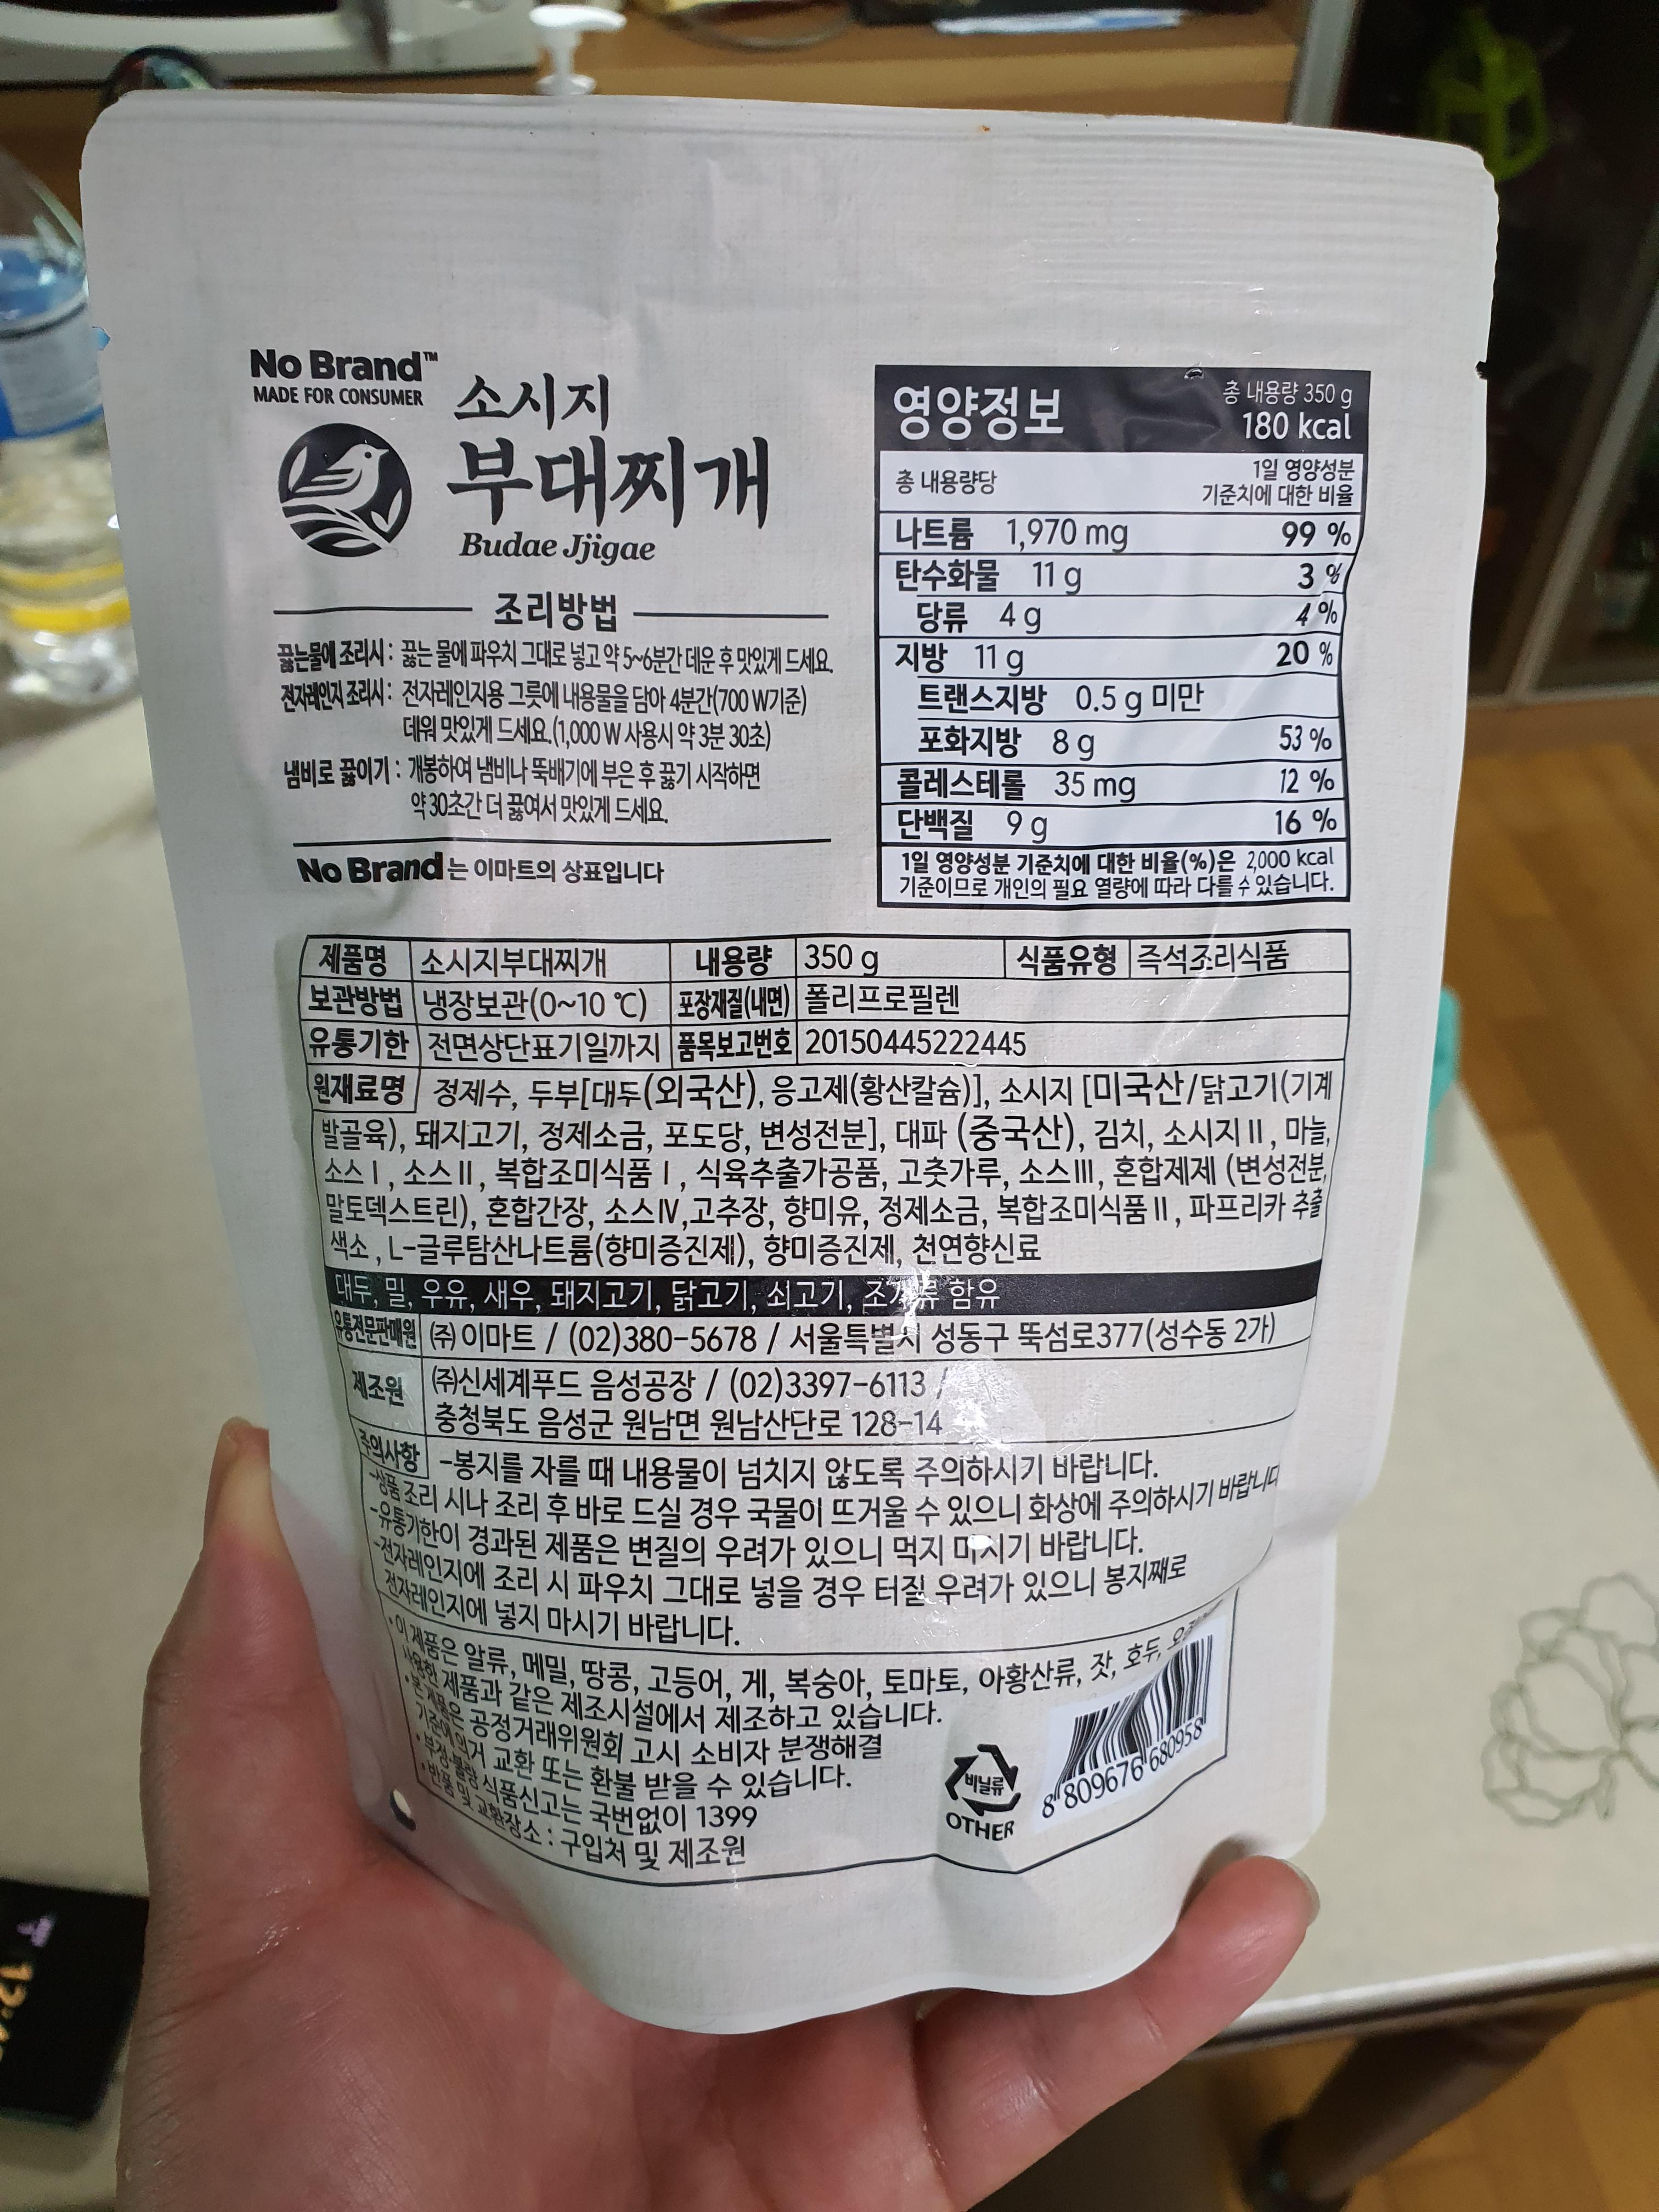 No Brand™
MADE FOR CONSUMER
소시지
부대찌개
Budae Jjigae
조리방법
끓는물에 조리시 : 끓는 물에 파우치 그대로 넣고 약 5~6분간 데운 후 맛있게 드세요.
전자레인지 조리시 : 전자레인지용 그릇에 내용물을 담아 4분간(700 W기준)
데워 맛있게 드세요.(1,000 W 사용시 약 3분 30초)
냄비로 끓이기 : 개봉하여 냄비나 뚝배기에 부은 후 끓기 시작하면
약 30초간 더 끓여서 맛있게 드세요.
No Brand는 이마트의 상표입니다
영양정보
총 내용량 350 g
180 kcal
총 내용량당
1일 영양성분
기준치에 대한 비율
나트륨 1,970 mg 99 %
탄수화물 11 g 3 %
당류 4 g 4 %
지방 11 g 20 %
트랜스지방 0.5 g 미만
포화지방 8 g 53 %
콜레스테롤 35 mg 12 %
단백질 9 g 16 %
1일 영양성분 기준치에 대한 비율(%)은 2,000 kcal
기준이므로 개인의 필요 열량에 따라 다를 수 있습니다.
제품명 소시지부대찌개 내용량 350 g 식품유형 즉석조리식품
보관방법 냉장보관(0~10 ℃) 포장재질(내면) 폴리프로필렌
유통기한 전면상단표기일까지 품목보고번호 20150445222445
원재료명 정제수, 두부[대두(외국산), 응고제(황산칼슘)], 소시지 [미국산/닭고기(기계
발골육), 돼지고기, 정제소금, 포도당, 변성전분], 대파 (중국산), 김치, 소시지Ⅱ, 마늘,
소스Ⅰ, 소스Ⅱ, 복합조미식품Ⅰ, 식육추출가공품, 고춧가루, 소스Ⅲ, 혼합제제 (변성전분,
말토덱스트린), 혼합간장, 소스Ⅳ,고추장, 향미유, 정제소금, 복합조미식품Ⅱ, 파프리카 추출
색소, L-글루탐산나트륨(향미증진제), 향미증진제, 천연향신료
대두, 밀, 우유, 새우, 돼지고기, 닭고기, 쇠고기, 조개류 함유
유통전문판매원 ㈜ 이마트 / (02)380-5678 / 서울특별시 성동구 뚝섬로377(성수동 2가)
제조원 ㈜신세계푸드 음성공장 / (02)3397-6113 /
충청북도 음성군 원남면 원남산단로 128-14
주의사항 -봉지를 자를 때 내용물이 넘치지 않도록 주의하시기 바랍니다.
-상품 조리 시나 조리 후 바로 드실 경우 국물이 뜨거울 수 있으니 화상에 주의하시기 바랍니다
-유통기한이 경과된 제품은 변질의 우려가 있으니 먹지 마시기 바랍니다.
-전자레인지에 조리 시 파우치 그대로 넣을 경우 터질 우려가 있으니 봉지째로
전자레인지에 넣지 마시기 바랍니다.
•이 제품은 알류, 메밀, 땅콩, 고등어, 게, 복숭아, 토마토, 아황산류, 잣, 호두,
사용한 제품과 같은 제조시설에서 제조하고 있습니다.
•본 제품은 공정거래위원회 고시 소비자 분쟁해결
기준에 의거 교환 또는 환불 받을 수 있습니다.
•부정·불량 식품신고는 국번없이 1399
•반품 및 교환장소 : 구입처 및 제조원
비닐류
OTHER
8 809676 680958